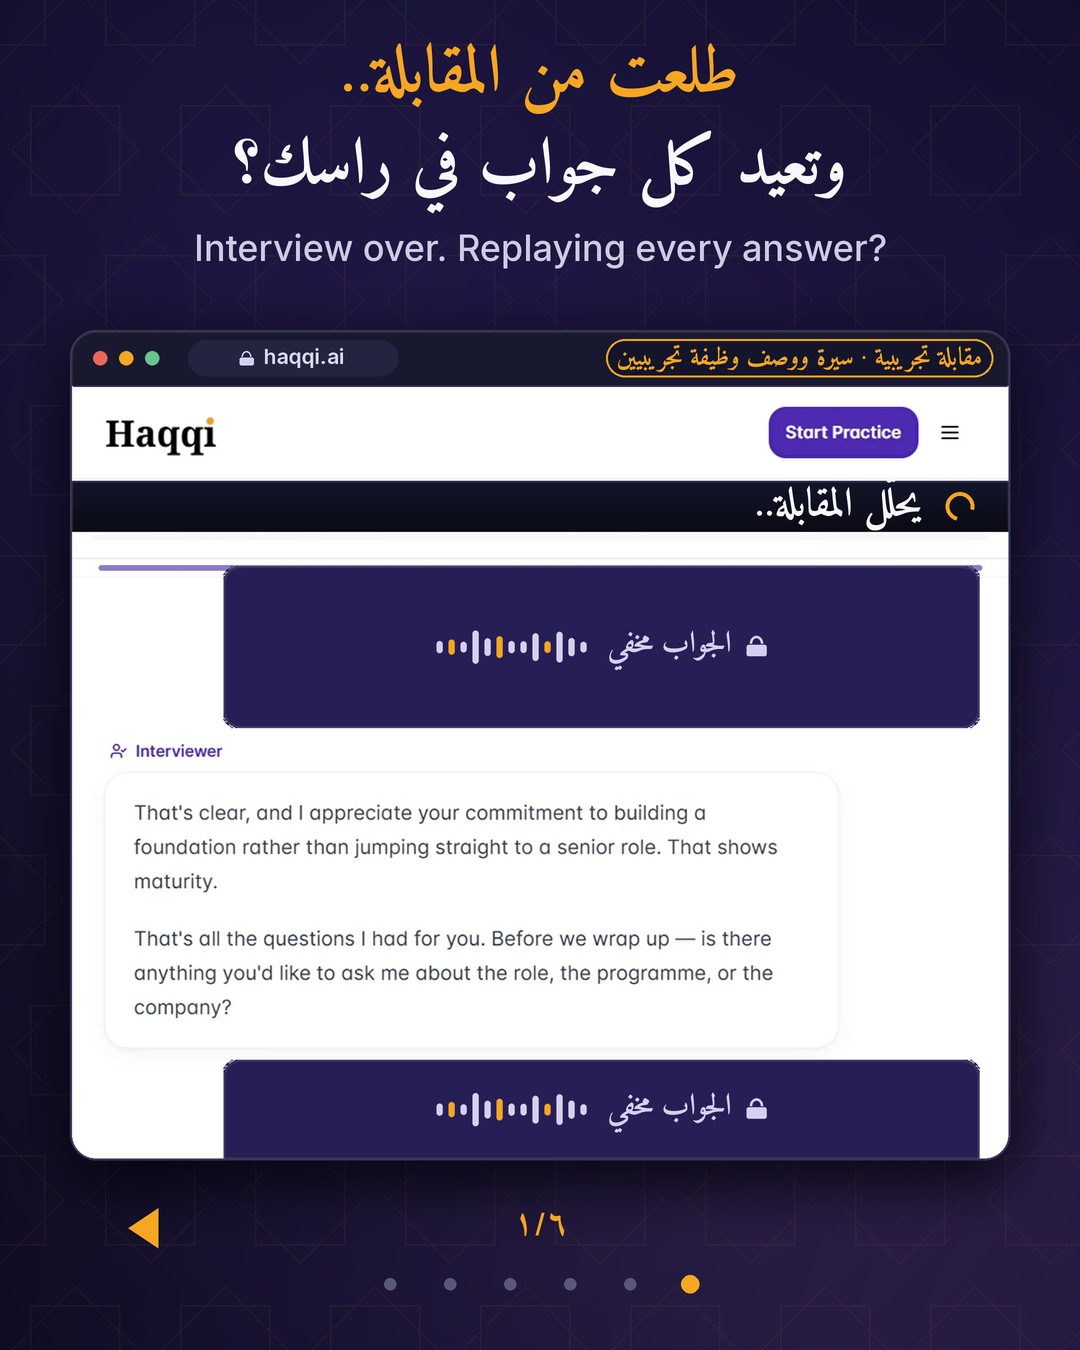 طلعت من المقابلة..
وتعيد كل جواب في راسك؟
Interview over. Replaying every answer?
haqqi.ai
مقابلة تجريبية · سيرة ووصف وظيفة تجريبيين
Haqqi
Start Practice
يحلّل المقابلة..
الجواب مخفي
Interviewer
That's clear, and I appreciate your commitment to building a
foundation rather than jumping straight to a senior role. That shows
maturity.
That's all the questions I had for you. Before we wrap up — is there
anything you'd like to ask me about the role, the programme, or the
company?
الجواب مخفي
١/٦